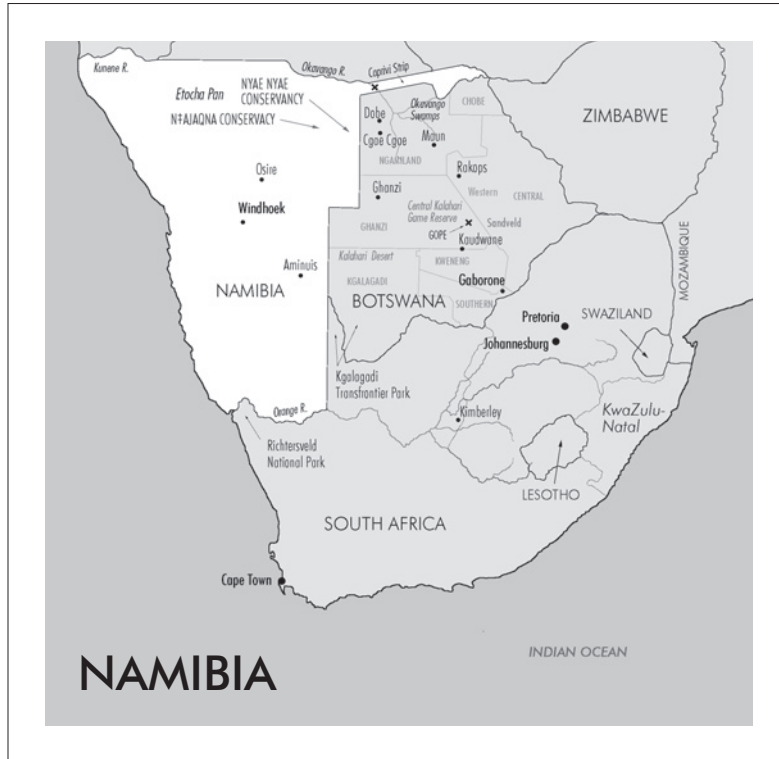 Kunene R.
Okavango R.
Caprivi Strip
Etocha Pan
NYAE NYAE
CONSERVANCY
N‡AJAQNA CONSERVACY
Dobe
Cgoe Cgoe
Okavango
Swamps
Maun
CHOBE
NGAMILAND
ZIMBABWE
Osire
Windhoek
Ghanzi
Rakops
Western
CENTRAL
Central Kalahari
Game Reserve
Sandveld
GHANZI
GOPE
Kaudwane
Kalahari Desert
KWENENG
Aminuis
KGALAGADI
Gaborone
NAMIBIA
BOTSWANA
SOUTHERN
MOZAMBIQUE
Pretoria
SWAZILAND
Johannesburg
Kgalagadi
Transfrontier Park
Orange R.
Kimberley
KwaZulu-
Natal
Richtersveld
National Park
LESOTHO
SOUTH AFRICA
Cape Town
INDIAN OCEAN
NAMIBIA